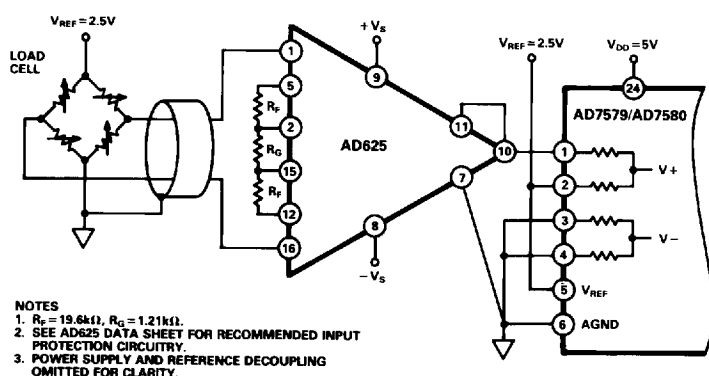 V_REF = 2.5V
LOAD
CELL
1
5
R_F
2
R_G
15
R_F
12
16
+V_S
9
AD625
11
10
7
8
-V_S
V_REF = 2.5V
V_DD = 5V
24
AD7579/AD7580
1
2
V+
3
4
V-
5
V_REF
6
AGND
NOTES
1. R_F = 19.6kΩ, R_G = 1.21kΩ.
2. SEE AD625 DATA SHEET FOR RECOMMENDED INPUT
PROTECTION CIRCUITRY.
3. POWER SUPPLY AND REFERENCE DECOUPLING
OMITTED FOR CLARITY.